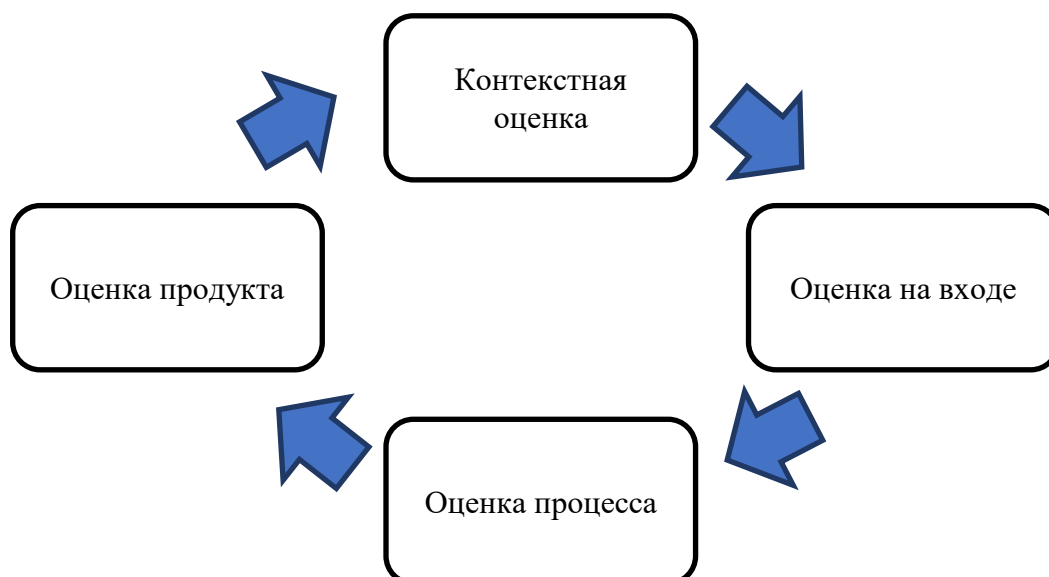 Контекстная
оценка
Оценка продукта
Оценка на входе
Оценка процесса